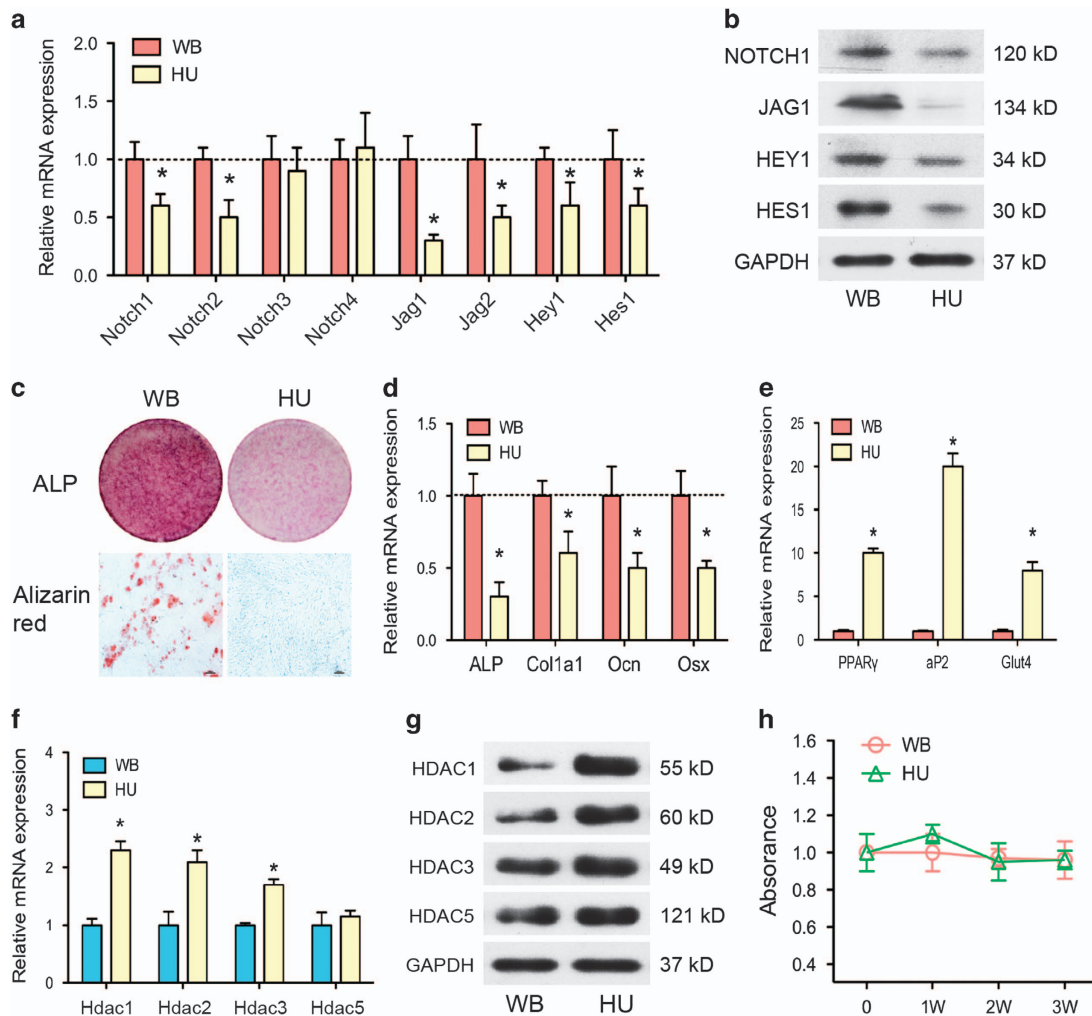 a
Relative mRNA expression
2.0
1.5
1.0
0.5
0.0
WB
HU
*
*
*
*
*
*
Notch1
Notch2
Notch3
Notch4
Jag1
Jag2
Hey1
Hes1
b
NOTCH1 120 kD
JAG1 134 kD
HEY1 34 kD
HES1 30 kD
GAPDH 37 kD
WB HU
c
WB HU
ALP
Alizarin
red
d
Relative mRNA expression
1.5
1.0
0.5
0.0
WB
HU
*
*
*
*
ALP Col1a1 Ocn Osx
e
Relative mRNA expression
25
20
15
10
5
0
WB
HU
*
*
*
PPARγ aP2 Glut4
f
Relative mRNA expression
4
3
2
1
0
WB
HU
*
*
*
Hdac1 Hdac2 Hdac3 Hdac5
g
HDAC1 55 kD
HDAC2 60 kD
HDAC3 49 kD
HDAC5 121 kD
GAPDH 37 kD
WB HU
h
Absorance
1.6
1.4
1.2
1.0
0.8
0.6
0.4
WB
HU
0 1W 2W 3W